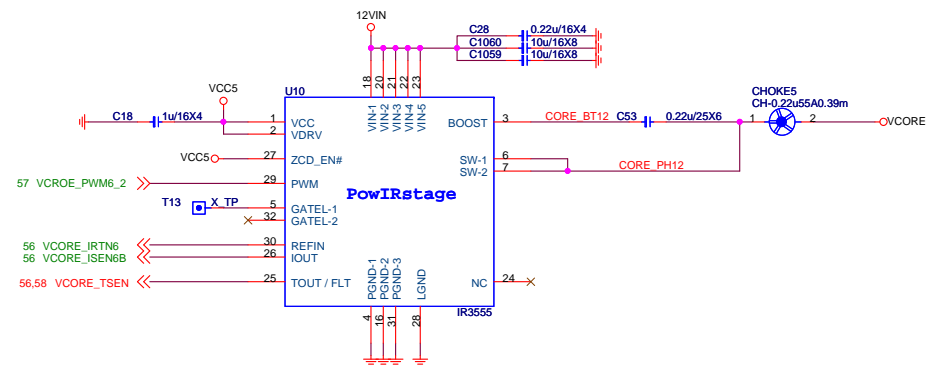 12VIN
C28 0.22u/16X4
C1060 10u/16X8
C1059 10u/16X8
18 20 21 22 23
VCC5 U10 CHOKE5
CH-0.22u55A0.39m
VIN-1 VIN-2 VIN-3 VIN-4 VIN-5
C18 1u/16X4 1 VCC BOOST 3 CORE_BT12 C53 0.22u/25X6 1 2 VCORE
2 VDRV
VCC5 27 ZCD_EN# SW-1 6
SW-2 7 CORE_PH12
57 VCROE_PWM6_2 29 PWM
PowIRstage
T13 X_TP 5 GATEL-1
32 GATEL-2
56 VCORE_IRTN6 30 REFIN
56 VCORE_ISEN6B 26 IOUT
56,58 VCORE_TSEN 25 TOUT / FLT NC 24
PGND-1 PGND-2 PGND-3 LGND
IR3555
4 16 31 28